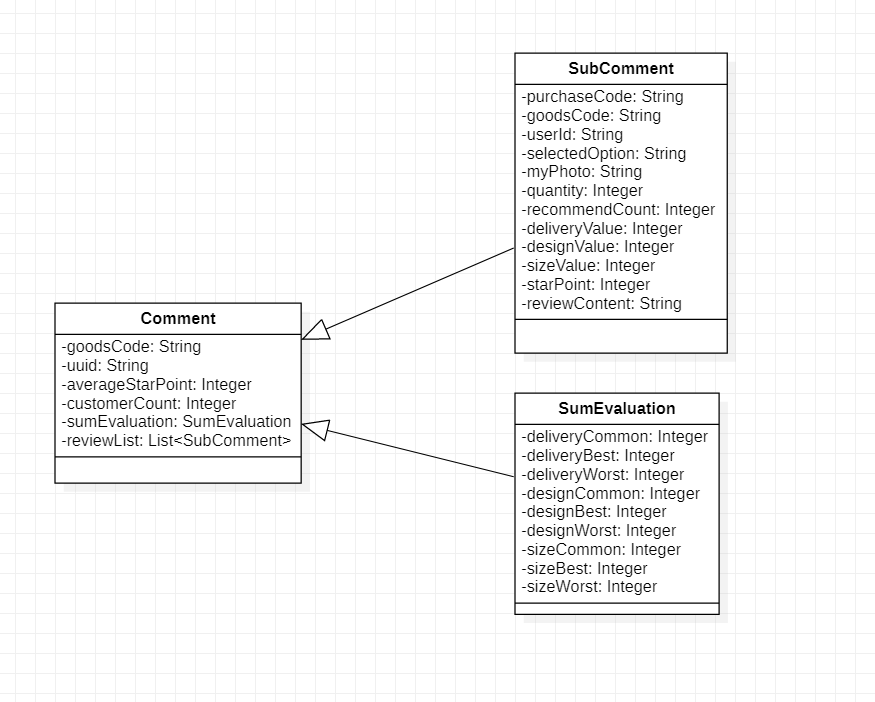 SubComment
-purchaseCode: String
-goodsCode: String
-userId: String
-selectedOption: String
-myPhoto: String
-quantity: Integer
-recommendCount: Integer
-deliveryValue: Integer
-designValue: Integer
-sizeValue: Integer
-starPoint: Integer
-reviewContent: String
Comment
-goodsCode: String
-uuid: String
-averageStarPoint: Integer
-customerCount: Integer
-sumEvaluation: SumEvaluation
-reviewList: List<SubComment>
SumEvaluation
-deliveryCommon: Integer
-deliveryBest: Integer
-deliveryWorst: Integer
-designCommon: Integer
-designBest: Integer
-designWorst: Integer
-sizeCommon: Integer
-sizeBest: Integer
-sizeWorst: Integer